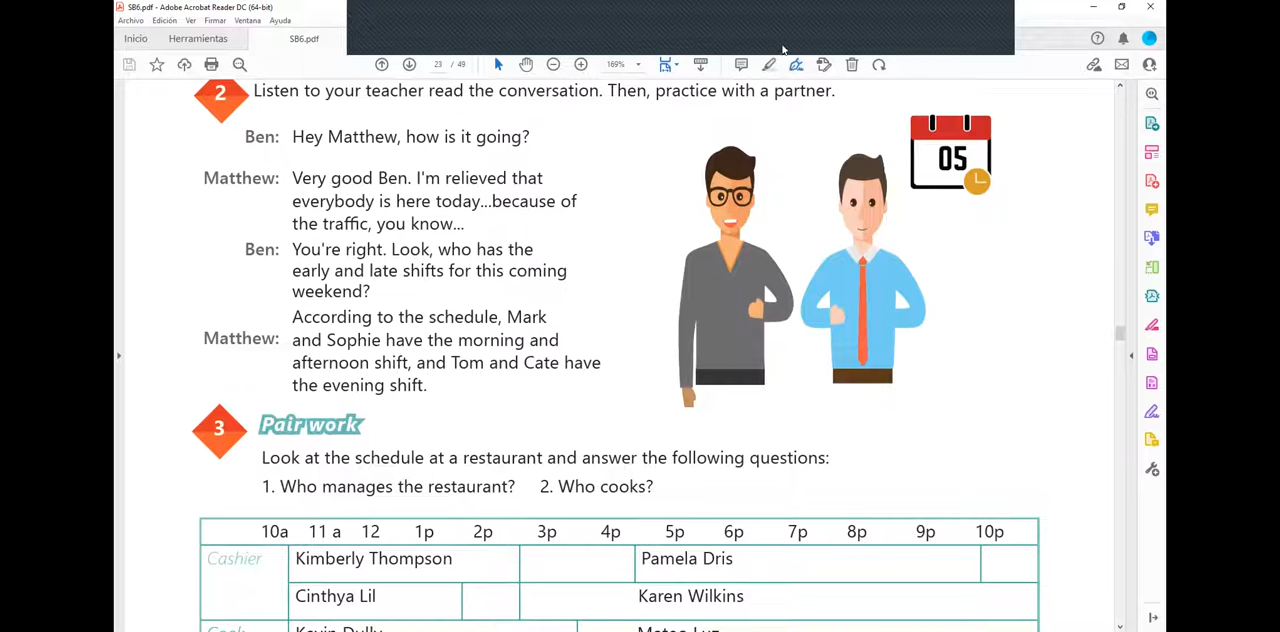 SB6.pdf - Adobe Acrobat Reader DC (64-bit)
Archivo Edición Ver Firmar Ventana Ayuda
Inicio Herramientas SB6.pdf
23 / 49 169%
2 Listen to your teacher read the conversation. Then, practice with a partner.
Ben: Hey Matthew, how is it going?
05
Matthew: Very good Ben. I'm relieved that
everybody is here today...because of
the traffic, you know...
Ben: You're right. Look, who has the
early and late shifts for this coming
weekend?
According to the schedule, Mark
Matthew: and Sophie have the morning and
afternoon shift, and Tom and Cate have
the evening shift.
3 Pair work
Look at the schedule at a restaurant and answer the following questions:
1. Who manages the restaurant? 2. Who cooks?
10a 11 a 12 1p 2p 3p 4p 5p 6p 7p 8p 9p 10p
Cashier Kimberly Thompson Pamela Dris
Cinthya Lil Karen Wilkins
Cook Kevin Dully Mateo Luz